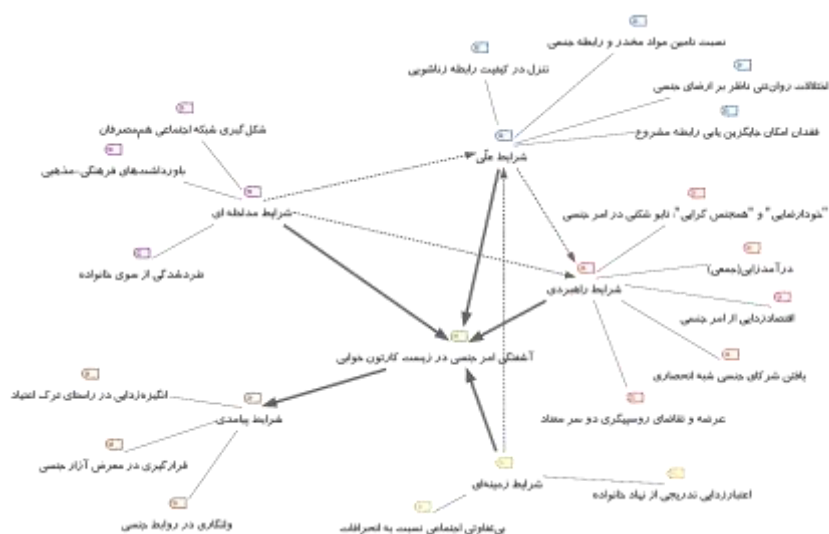 نسبت تامین مواد مخدر و رابطه جنسی
تنزل در کیفیت رابطه زناشویی
اختلالات روان‌تنی ناظر بر ارضای جنسی
فقدان امکان جایگزین یابی رابطه مشروع
شرایط علّی
شکل گیری شبکه اجتماعی هم‌مصرفان
باورداشت‌های فرهنگی-مذهبی
شرایط مداخله ای
طردشدگی از سوی خانواده
"خودارضایی" و "همجنس گرایی"؛ تابو شکنی در امر جنسی
درآمدزایی(جمعی)
شرایط راهبردی
اقتصادزدایی از امر جنسی
یافتن شرکای جنسی شبه انحصاری
عرضه و تقاضای روسپیگری دو سر معتاد
آشفتگی امر جنسی در زیست کارتون خوابی
انگیزه‌زدایی در راستای ترک اعتیاد
شرایط پیامدی
قرارگیری در معرض آزار جنسی
ولنگاری در روابط جنسی
شرایط زمینه‌ای
اعتبارزدایی تدریجی از نهاد خانواده
بی‌تفاوتی اجتماعی نسبت به انحرافات